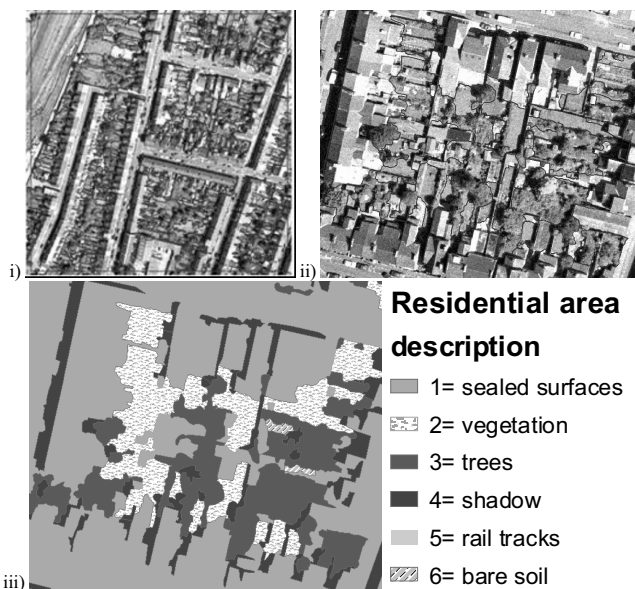 i)
ii)
iii)
Residential area
description
1= sealed surfaces
2= vegetation
3= trees
4= shadow
5= rail tracks
6= bare soil